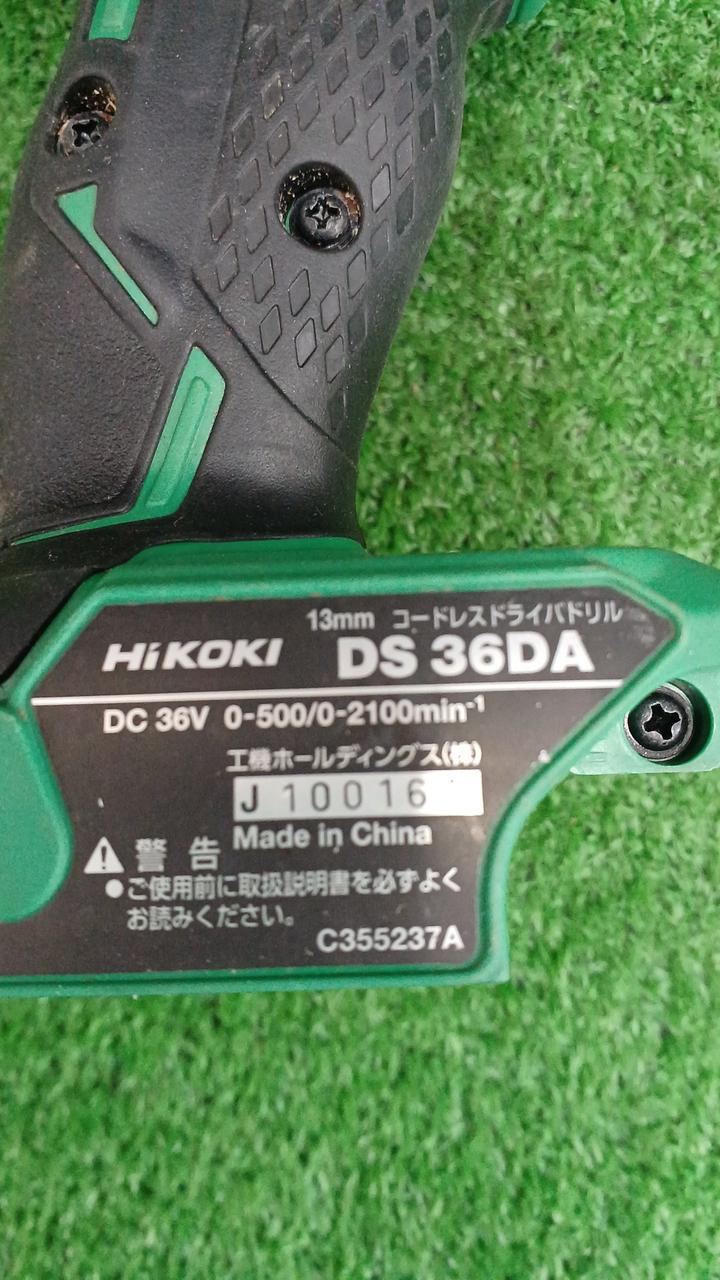 13mm コードレスドライバドリル
HiKOKI DS 36DA
DC 36V 0-500/0-2100min⁻¹
工機ホールディングス(株)
J 10016
Made in China
警告
●ご使用前に取扱説明書を必ずよく
お読みください。
C355237A